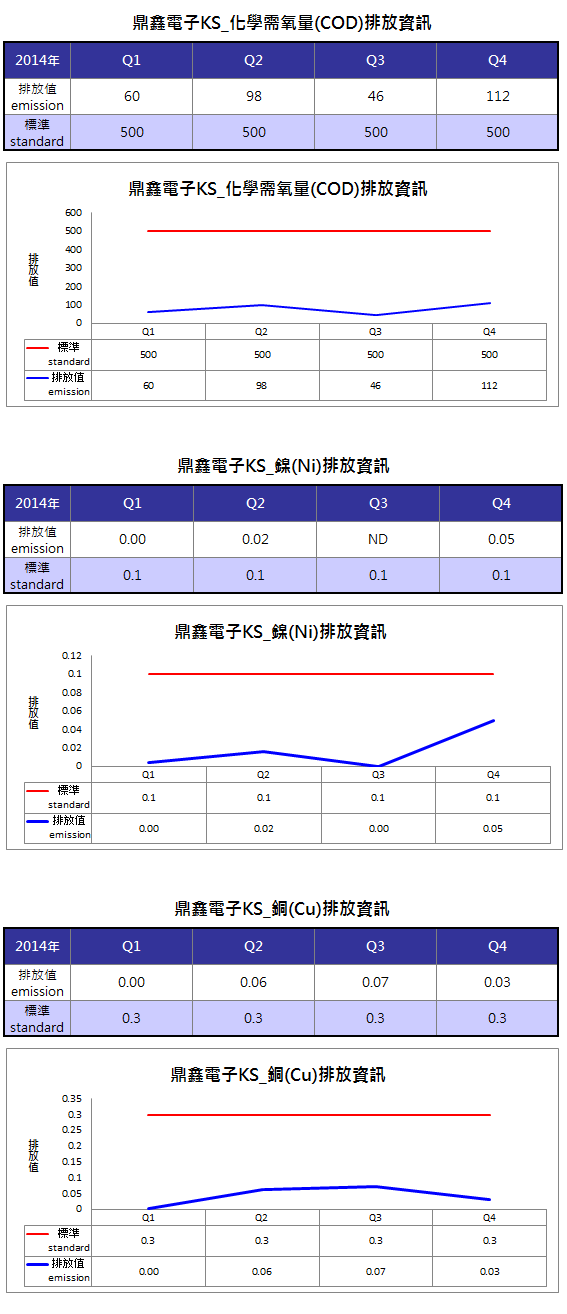 鼎鑫電子KS_化學需氧量(COD)排放資訊
2014年 Q1 Q2 Q3 Q4
排放值
emission 60 98 46 112
標準
standard 500 500 500 500
鼎鑫電子KS_化學需氧量(COD)排放資訊
排放值
600
500
400
300
200
100
0
Q1 Q2 Q3 Q4
標準
standard 500 500 500 500
排放值
emission 60 98 46 112
鼎鑫電子KS_鎳(Ni)排放資訊
2014年 Q1 Q2 Q3 Q4
排放值
emission 0.00 0.02 ND 0.05
標準
standard 0.1 0.1 0.1 0.1
鼎鑫電子KS_鎳(Ni)排放資訊
排放值
0.12
0.1
0.08
0.06
0.04
0.02
0
Q1 Q2 Q3 Q4
標準
standard 0.1 0.1 0.1 0.1
排放值
emission 0.00 0.02 0.00 0.05
鼎鑫電子KS_銅(Cu)排放資訊
2014年 Q1 Q2 Q3 Q4
排放值
emission 0.00 0.06 0.07 0.03
標準
standard 0.3 0.3 0.3 0.3
鼎鑫電子KS_銅(Cu)排放資訊
排放值
0.35
0.3
0.25
0.2
0.15
0.1
0.05
0
Q1 Q2 Q3 Q4
標準
standard 0.3 0.3 0.3 0.3
排放值
emission 0.00 0.06 0.07 0.03